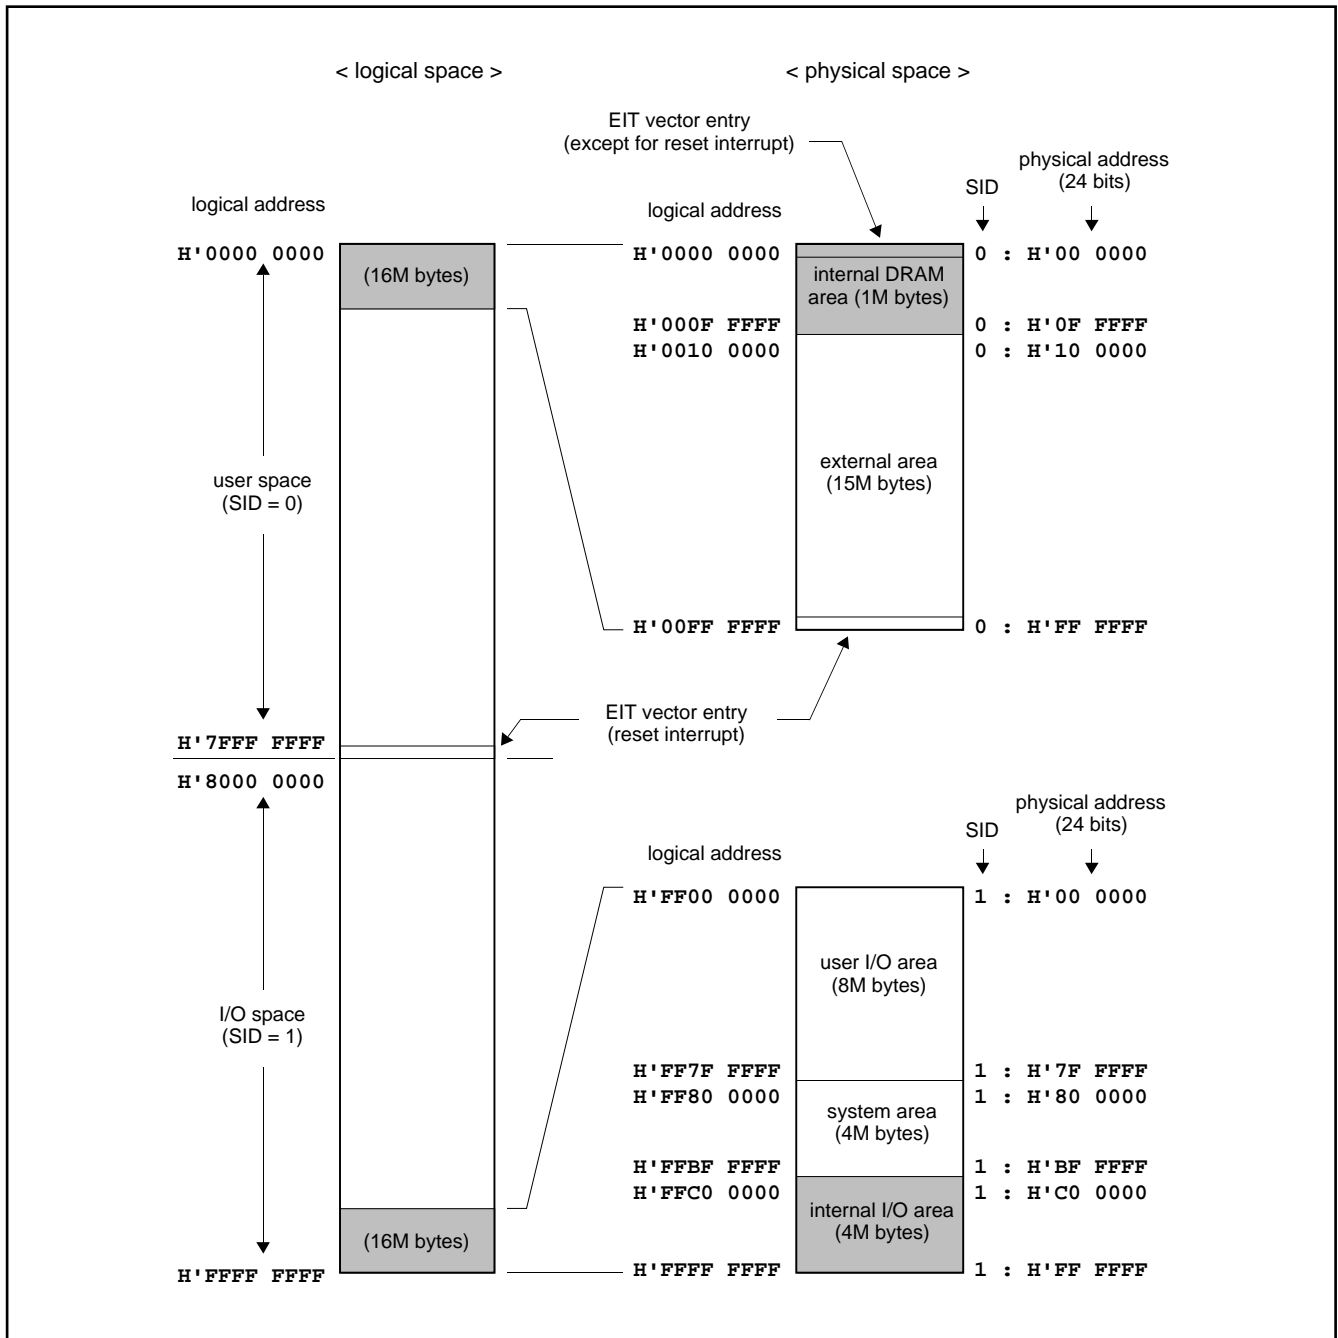 < logical space >
< physical space >
EIT vector entry
(except for reset interrupt)
physical address
(24 bits)
SID
logical address
logical address
H'0000 0000
(16M bytes)
H'0000 0000
internal DRAM
area (1M bytes)
0 : H'00 0000
H'000F FFFF
0 : H'0F FFFF
H'0010 0000
0 : H'10 0000
user space
(SID = 0)
external area
(15M bytes)
H'00FF FFFF
0 : H'FF FFFF
EIT vector entry
(reset interrupt)
H'7FFF FFFF
H'8000 0000
physical address
(24 bits)
SID
logical address
H'FF00 0000
1 : H'00 0000
user I/O area
(8M bytes)
I/O space
(SID = 1)
H'FF7F FFFF
1 : H'7F FFFF
H'FF80 0000
1 : H'80 0000
system area
(4M bytes)
H'FFBF FFFF
1 : H'BF FFFF
H'FFC0 0000
1 : H'C0 0000
internal I/O area
(4M bytes)
(16M bytes)
H'FFFF FFFF
H'FFFF FFFF
1 : H'FF FFFF